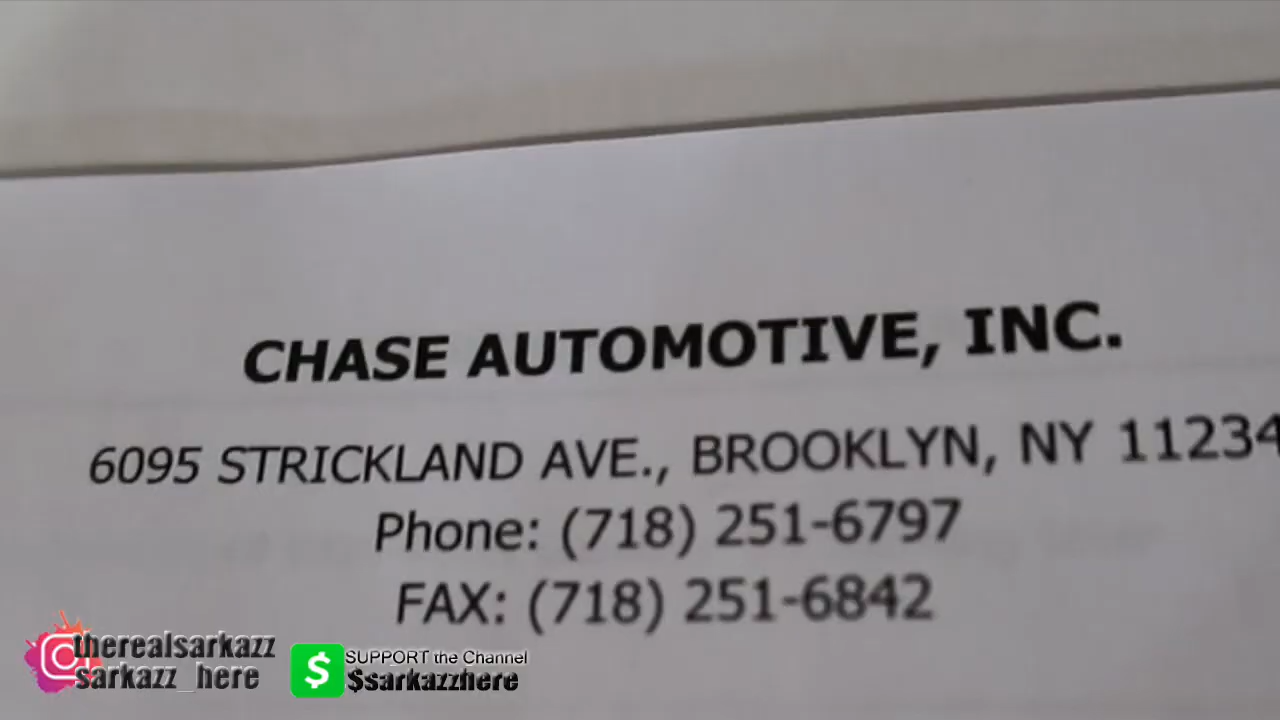 CHASE AUTOMOTIVE, INC.
6095 STRICKLAND AVE., BROOKLYN, NY 11234
Phone: (718) 251-6797
FAX: (718) 251-6842
therealsarkazz
sarkazz_here
$
SUPPORT the Channel
$sarkazzhere